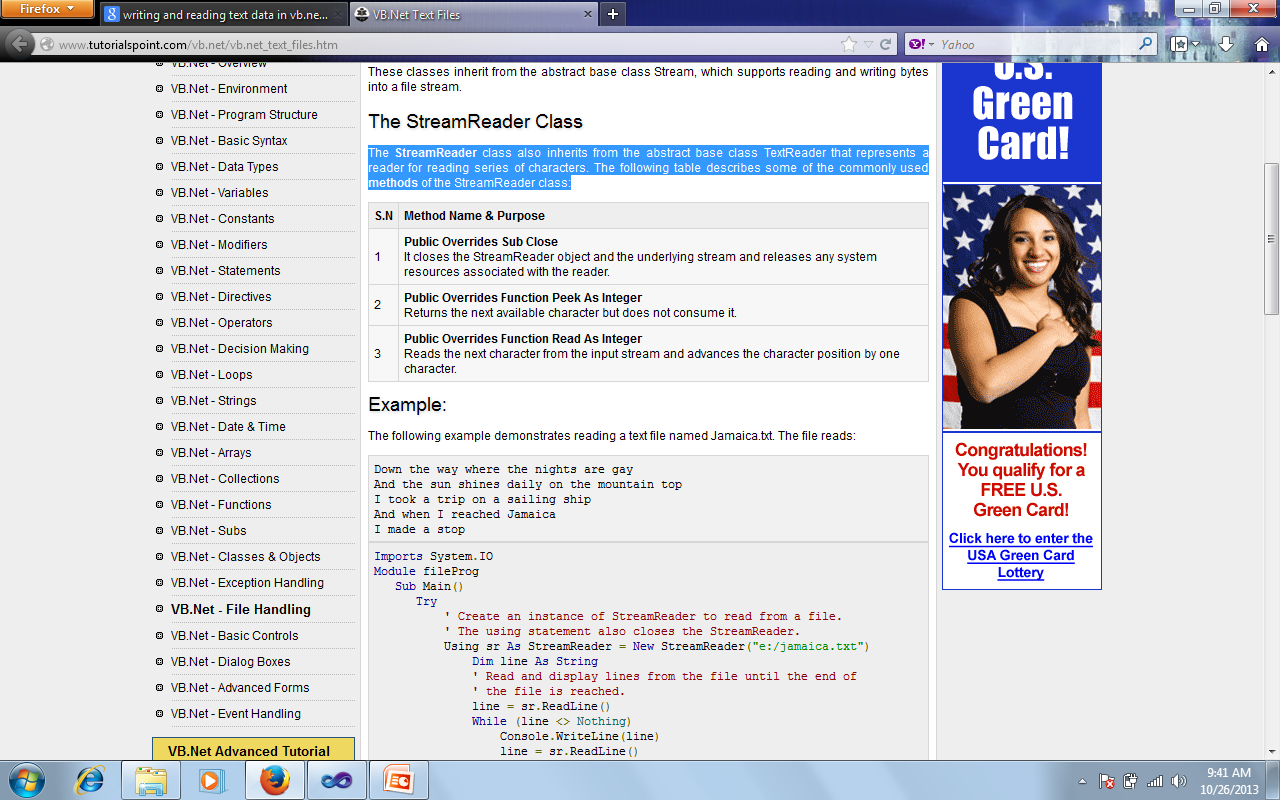 Firefox
writing and reading text data in vb.ne...
VB.Net Text Files
www.tutorialspoint.com/vb.net/vb.net_text_files.htm
Yahoo
VB.Net - Overview
VB.Net - Environment
VB.Net - Program Structure
VB.Net - Basic Syntax
VB.Net - Data Types
VB.Net - Variables
VB.Net - Constants
VB.Net - Modifiers
VB.Net - Statements
VB.Net - Directives
VB.Net - Operators
VB.Net - Decision Making
VB.Net - Loops
VB.Net - Strings
VB.Net - Date & Time
VB.Net - Arrays
VB.Net - Collections
VB.Net - Functions
VB.Net - Subs
VB.Net - Classes & Objects
VB.Net - Exception Handling
VB.Net - File Handling
VB.Net - Basic Controls
VB.Net - Dialog Boxes
VB.Net - Advanced Forms
VB.Net - Event Handling
VB.Net Advanced Tutorial
These classes inherit from the abstract base class Stream, which supports reading and writing bytes
into a file stream.
The StreamReader Class
The StreamReader class also inherits from the abstract base class TextReader that represents a
reader for reading series of characters. The following table describes some of the commonly used
methods of the StreamReader class:
S.N Method Name & Purpose
1 Public Overrides Sub Close
It closes the StreamReader object and the underlying stream and releases any system
resources associated with the reader.
2 Public Overrides Function Peek As Integer
Returns the next available character but does not consume it.
3 Public Overrides Function Read As Integer
Reads the next character from the input stream and advances the character position by one
character.
Example:
The following example demonstrates reading a text file named Jamaica.txt. The file reads:
Down the way where the nights are gay
And the sun shines daily on the mountain top
I took a trip on a sailing ship
And when I reached Jamaica
I made a stop
Imports System.IO
Module fileProg
Sub Main()
Try
' Create an instance of StreamReader to read from a file.
' The using statement also closes the StreamReader.
Using sr As StreamReader = New StreamReader("e:/jamaica.txt")
Dim line As String
' Read and display lines from the file until the end of
' the file is reached.
line = sr.ReadLine()
While (line <> Nothing)
Console.WriteLine(line)
line = sr.ReadLine()
U.S.
Green
Card!
Congratulations!
You qualify for a
FREE U.S.
Green Card!
Click here to enter the
USA Green Card
Lottery
9:41 AM
10/26/2013